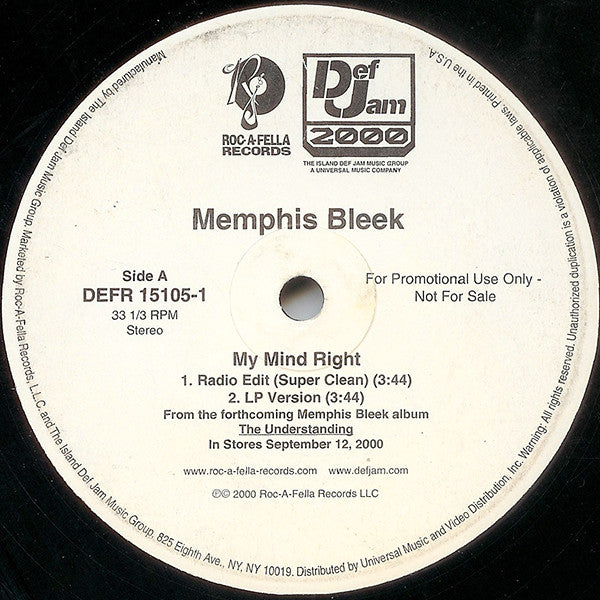 R
ROC-A-FELLA
RECORDS
Def
Jam
2000
THE ISLAND DEF JAM MUSIC GROUP
A UNIVERSAL MUSIC COMPANY
Memphis Bleek
Side A
DEFR 15105-1
33 1/3 RPM
Stereo
For Promotional Use Only -
Not For Sale
My Mind Right
1. Radio Edit (Super Clean) (3:44)
2. LP Version (3:44)
From the forthcoming Memphis Bleek album
The Understanding
In Stores September 12, 2000
www.roc-a-fella-records.com www.defjam.com
℗© 2000 Roc-A-Fella Records LLC
Manufactured by The Island Def Jam Music Group. Marketed by Roc-A-Fella Records, L.L.C. and The Island Def Jam Music Group, 825 Eighth Ave., NY, NY 10019. Distributed by Universal Music and Video Distribution, Inc. Warning: All rights reserved. Unauthorized duplication is a violation of applicable laws. Printed in the U.S.A.